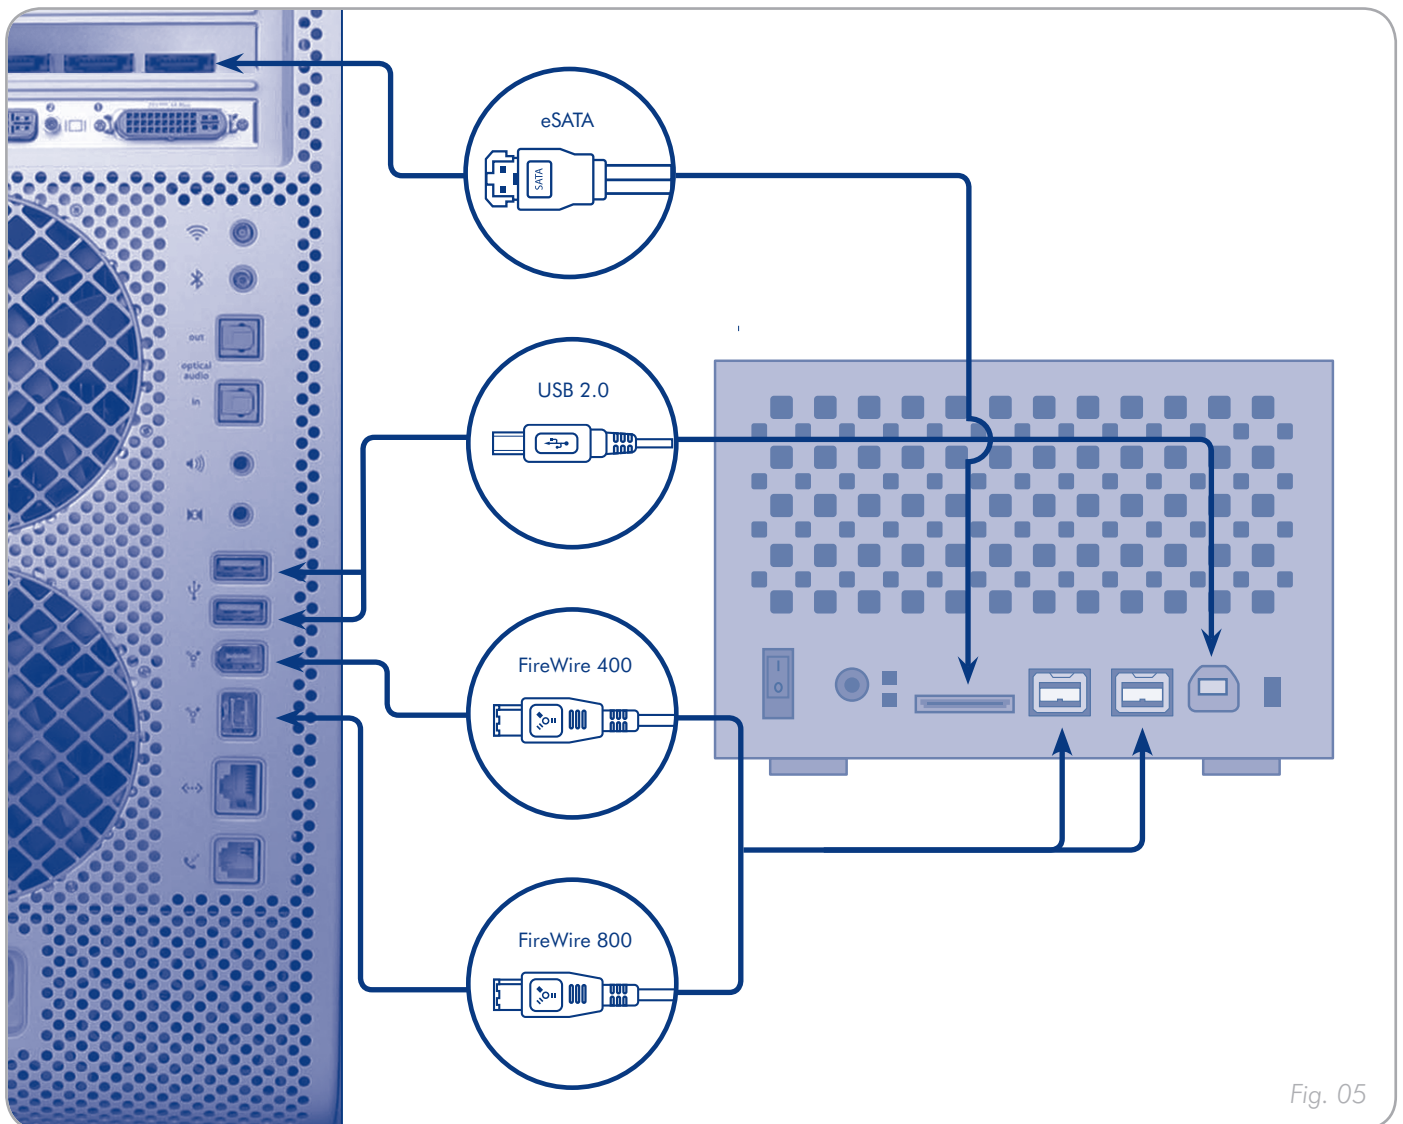 eSATA
SATA
USB 2.0
out
optical
audio
in
FireWire 400
FireWire 800
Fig. 05